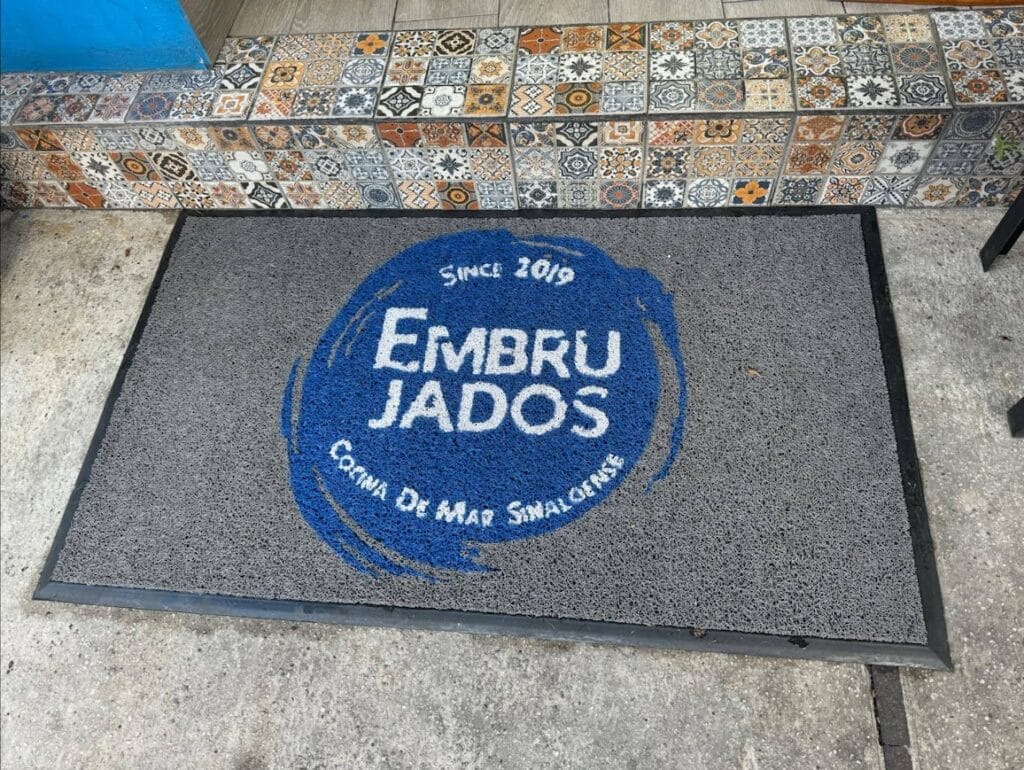 Since 2019
EMBRU
JADOS
Cocina De Mar Sinaloense